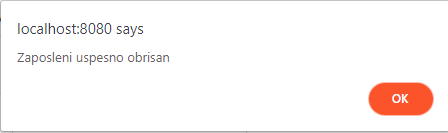 localhost:8080 says
Zaposleni uspesno obrisan
OK